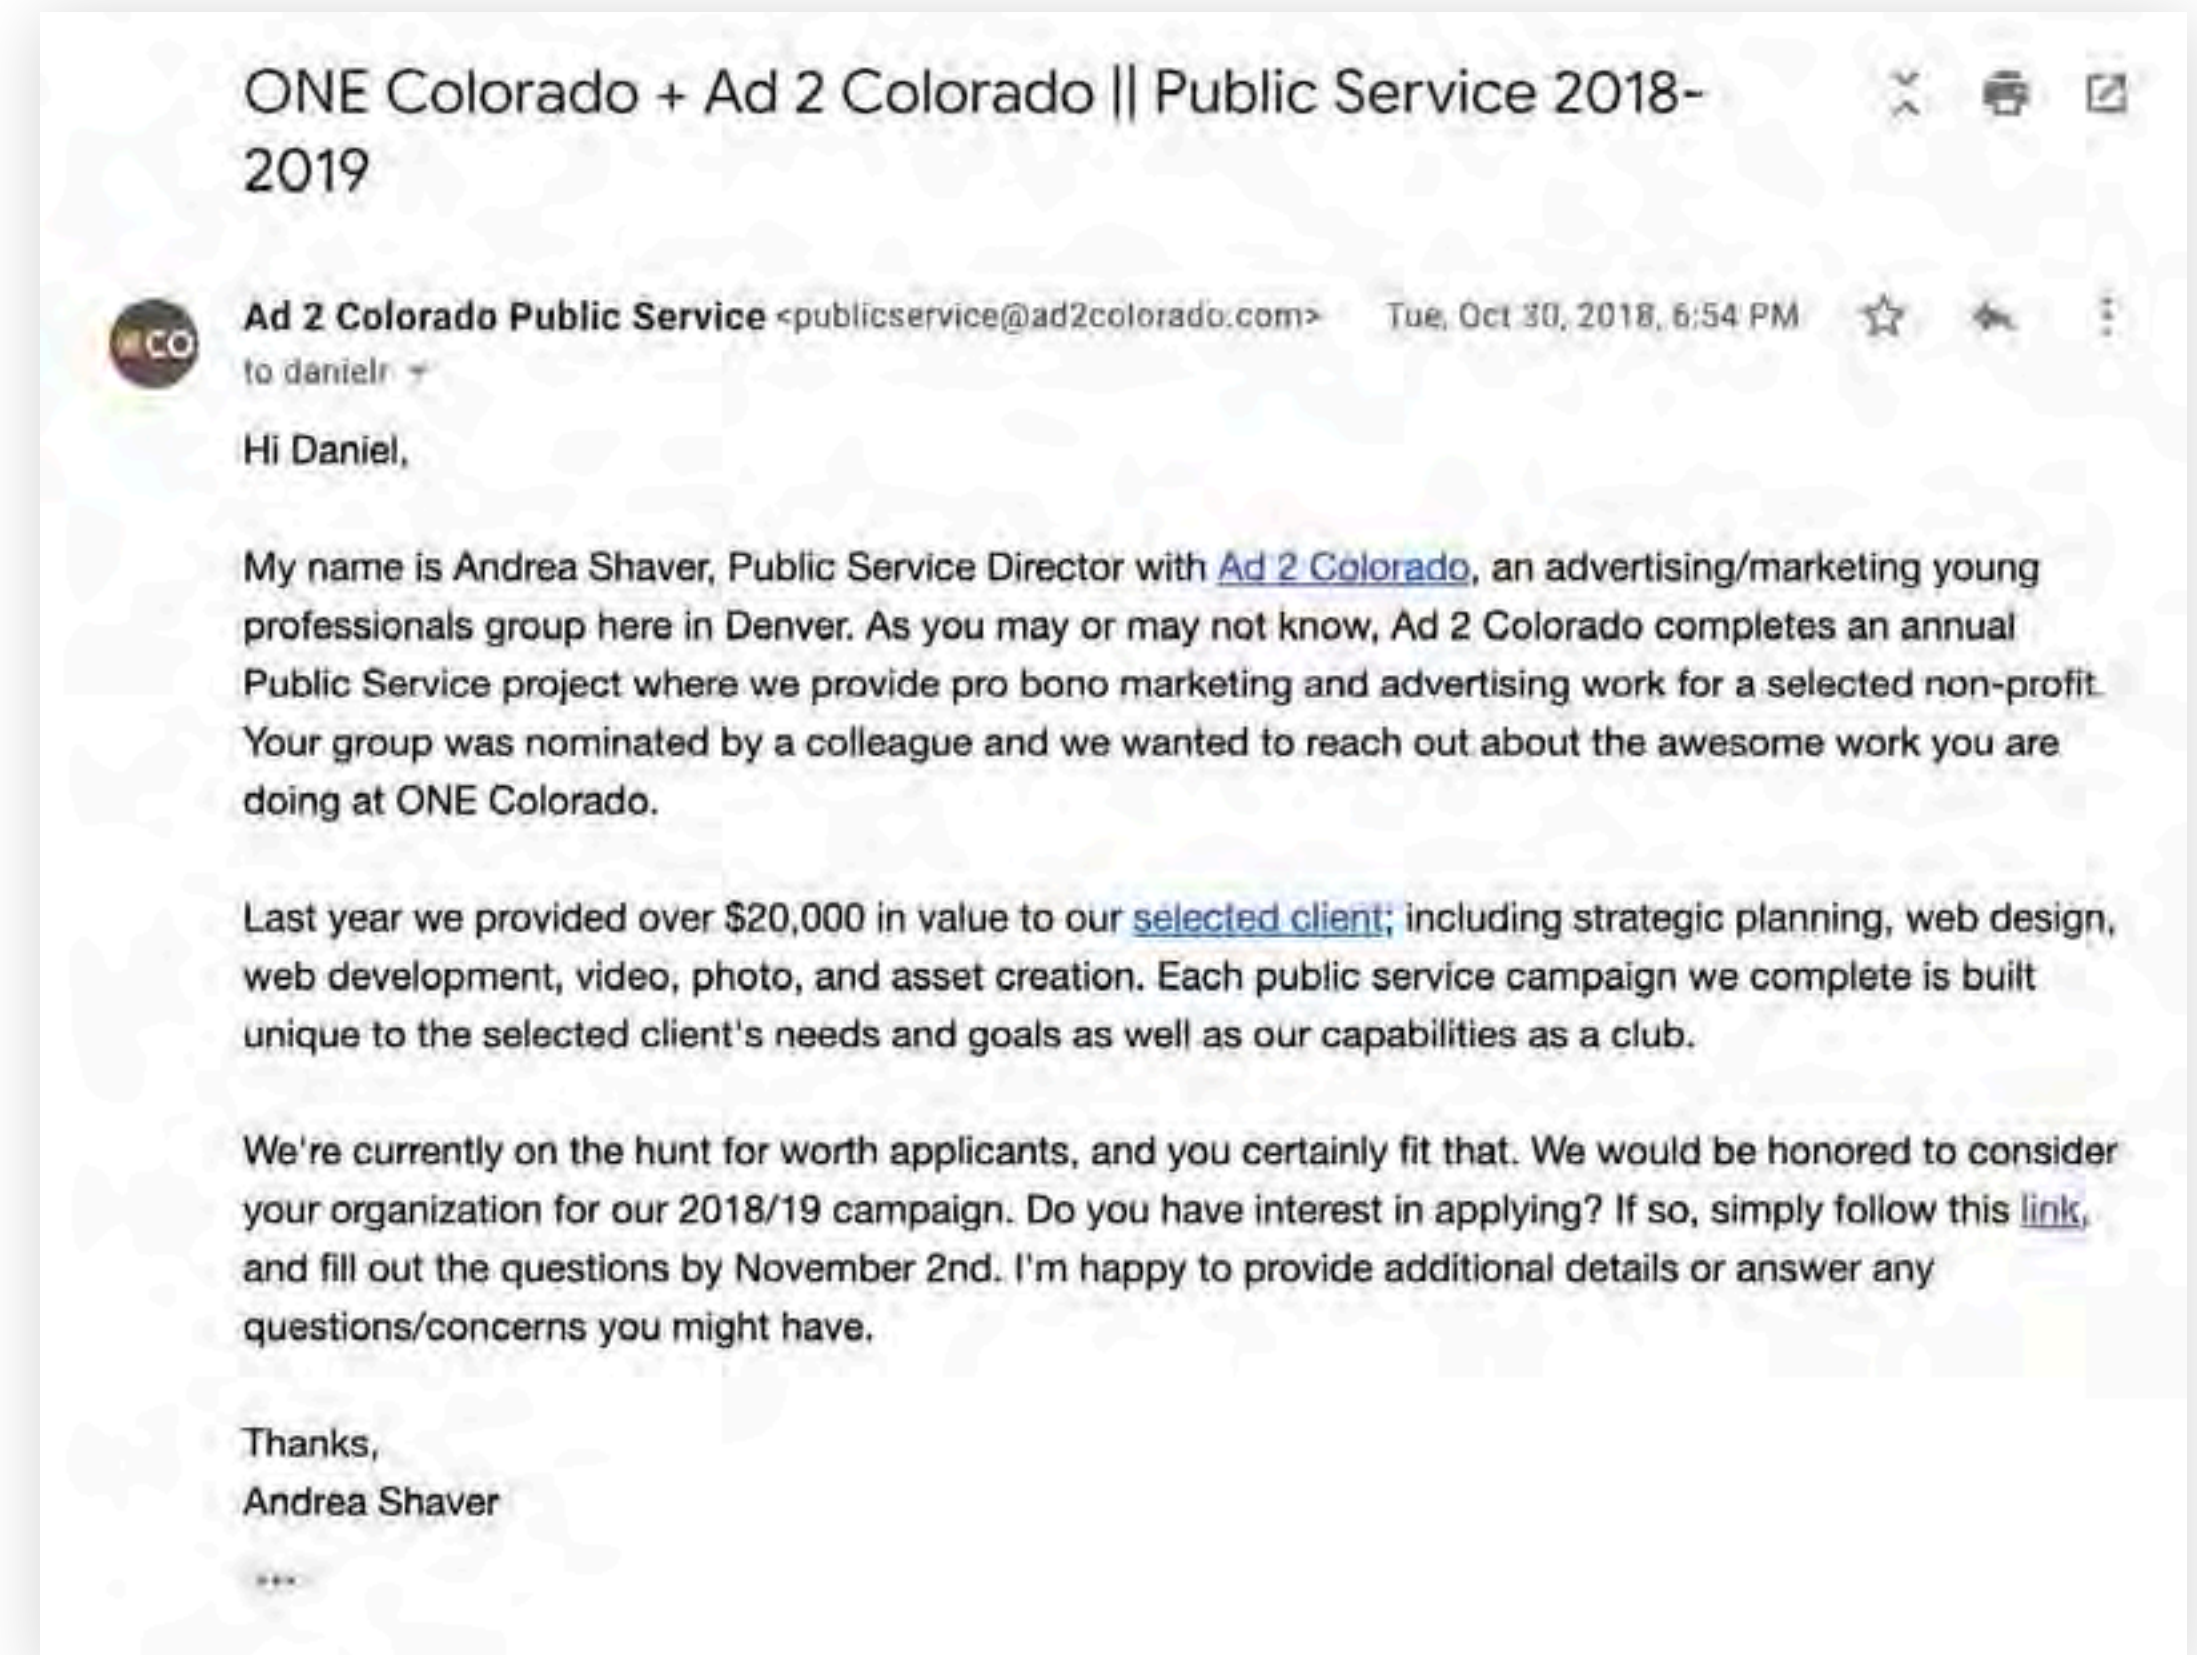 ONE Colorado + Ad 2 Colorado || Public Service 2018-
2019
Ad 2 Colorado Public Service <publicservice@ad2colorado.com> Tue, Oct 30, 2018, 6:54 PM
CO
to danielr
Hi Daniel,
My name is Andrea Shaver, Public Service Director with Ad 2 Colorado, an advertising/marketing young
professionals group here in Denver. As you may or may not know, Ad 2 Colorado completes an annual
Public Service project where we provide pro bono marketing and advertising work for a selected non-profit.
Your group was nominated by a colleague and we wanted to reach out about the awesome work you are
doing at ONE Colorado.
Last year we provided over $20,000 in value to our selected client; including strategic planning, web design,
web development, video, photo, and asset creation. Each public service campaign we complete is built
unique to the selected client's needs and goals as well as our capabilities as a club.
We're currently on the hunt for worth applicants, and you certainly fit that. We would be honored to consider
your organization for our 2018/19 campaign. Do you have interest in applying? If so, simply follow this link,
and fill out the questions by November 2nd. I'm happy to provide additional details or answer any
questions/concerns you might have.
Thanks,
Andrea Shaver
...